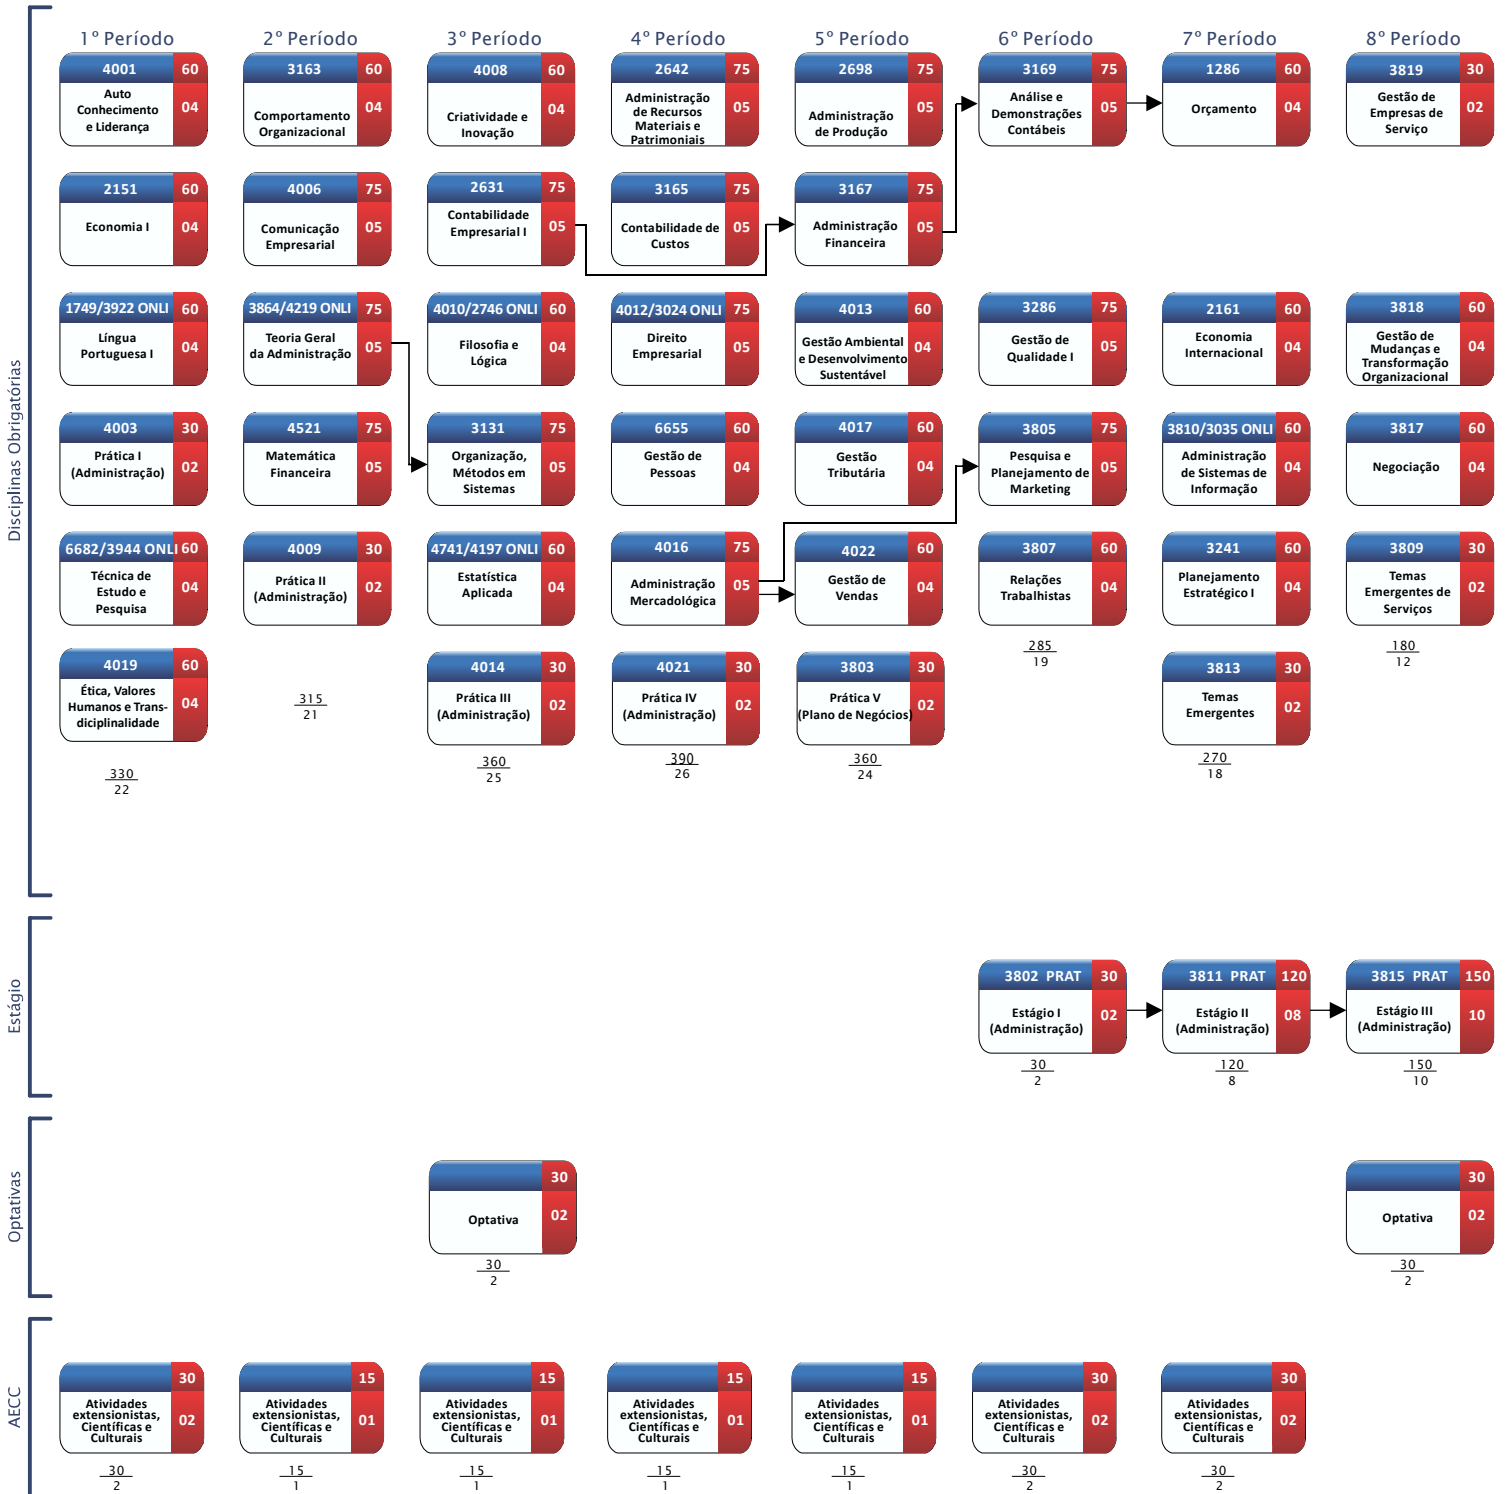 1º Período 2º Período 3º Período 4º Período 5º Período 6º Período 7º Período 8º Período
Disciplinas Obrigatórias
4001 60
Auto
Conhecimento
e Liderança
04
3163 60
Comportamento
Organizacional
04
4008 60
Criatividade e
Inovação
04
2642 75
Administração
de Recursos
Materiais e
Patrimoniais
05
2698 75
Administração
de Produção
05
3169 75
Análise e
Demonstrações
Contábeis
05
1286 60
Orçamento
04
3819 30
Gestão de
Empresas de
Serviço
02
2151 60
Economia I
04
4006 75
Comunicação
Empresarial
05
2631 75
Contabilidade
Empresarial I
05
3165 75
Contabilidade de
Custos
05
3167 75
Administração
Financeira
05
1749/3922 ONLI 60
Língua
Portuguesa I
04
3864/4219 ONLI 75
Teoria Geral
da Administração
05
4010/2746 ONLI 60
Filosofia e
Lógica
04
4012/3024 ONLI 75
Direito
Empresarial
05
4013 60
Gestão Ambiental
e Desenvolvimento
Sustentável
04
3286 75
Gestão de
Qualidade I
05
2161 60
Economia
Internacional
04
3818 60
Gestão de
Mudanças e
Transformação
Organizacional
04
4003 30
Prática I
(Administração)
02
4521 75
Matemática
Financeira
05
3131 75
Organização,
Métodos em
Sistemas
05
6655 60
Gestão de
Pessoas
04
4017 60
Gestão
Tributária
04
3805 75
Pesquisa e
Planejamento de
Marketing
05
3810/3035 ONLI 60
Administração
de Sistemas de
Informação
04
3817 60
Negociação
04
6682/3944 ONLI 60
Técnica de
Estudo e
Pesquisa
04
4009 30
Prática II
(Administração)
02
4741/4197 ONLI 60
Estatística
Aplicada
04
4016 75
Administração
Mercadológica
05
4022 60
Gestão de
Vendas
04
3807 60
Relações
Trabalhistas
04
3241 60
Planejamento
Estratégico I
04
3809 30
Temas
Emergentes de
Serviços
02
4019 60
Ética, Valores
Humanos e Trans-
diciplinalidade
04
315
21
4014 30
Prática III
(Administração)
02
4021 30
Prática IV
(Administração)
02
3803 30
Prática V
(Plano de Negócios)
02
285
19
3813 30
Temas
Emergentes
02
180
12
330
22
360
25
390
26
360
24
270
18
Estágio
3802 PRAT 30
Estágio I
(Administração)
02
3811 PRAT 120
Estágio II
(Administração)
08
3815 PRAT 150
Estágio III
(Administração)
10
30
2
120
8
150
10
Optativas
30
Optativa
02
30
2
30
Optativa
02
30
2
AECC
30
Atividades
extensionistas,
Científicas e
Culturais
02
15
Atividades
extensionistas,
Científicas e
Culturais
01
15
Atividades
extensionistas,
Científicas e
Culturais
01
15
Atividades
extensionistas,
Científicas e
Culturais
01
15
Atividades
extensionistas,
Científicas e
Culturais
01
30
Atividades
extensionistas,
Científicas e
Culturais
02
30
Atividades
extensionistas,
Científicas e
Culturais
02
30
2
15
1
15
1
15
1
15
1
30
2
30
2